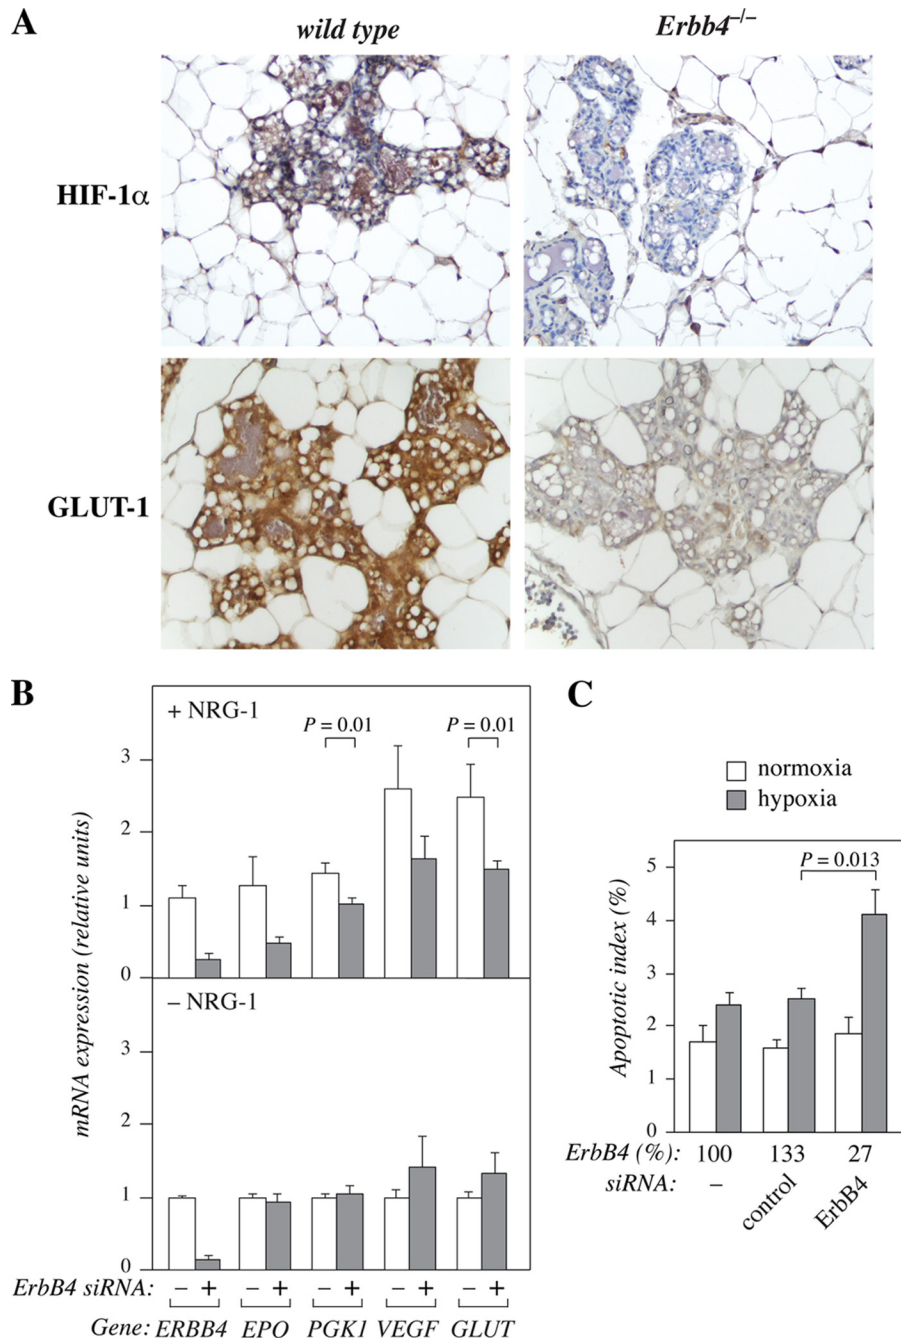 A
wild type
Erbb4–/–
HIF-1α
GLUT-1
B
+ NRG-1
P = 0.01
P = 0.01
3
2
1
0
– NRG-1
3
2
1
0
mRNA expression (relative units)
ErbB4 siRNA: – + – + – + – + – +
Gene: ERBB4 EPO PGK1 VEGF GLUT
C
normoxia
hypoxia
P = 0.013
5
4
3
2
1
0
Apoptotic index (%)
ErbB4 (%): 100 133 27
siRNA: – control ErbB4